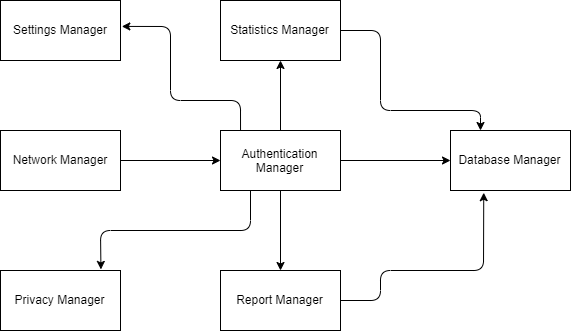 Settings Manager
Statistics Manager
Network Manager
Authentication
Manager
Database Manager
Privacy Manager
Report Manager